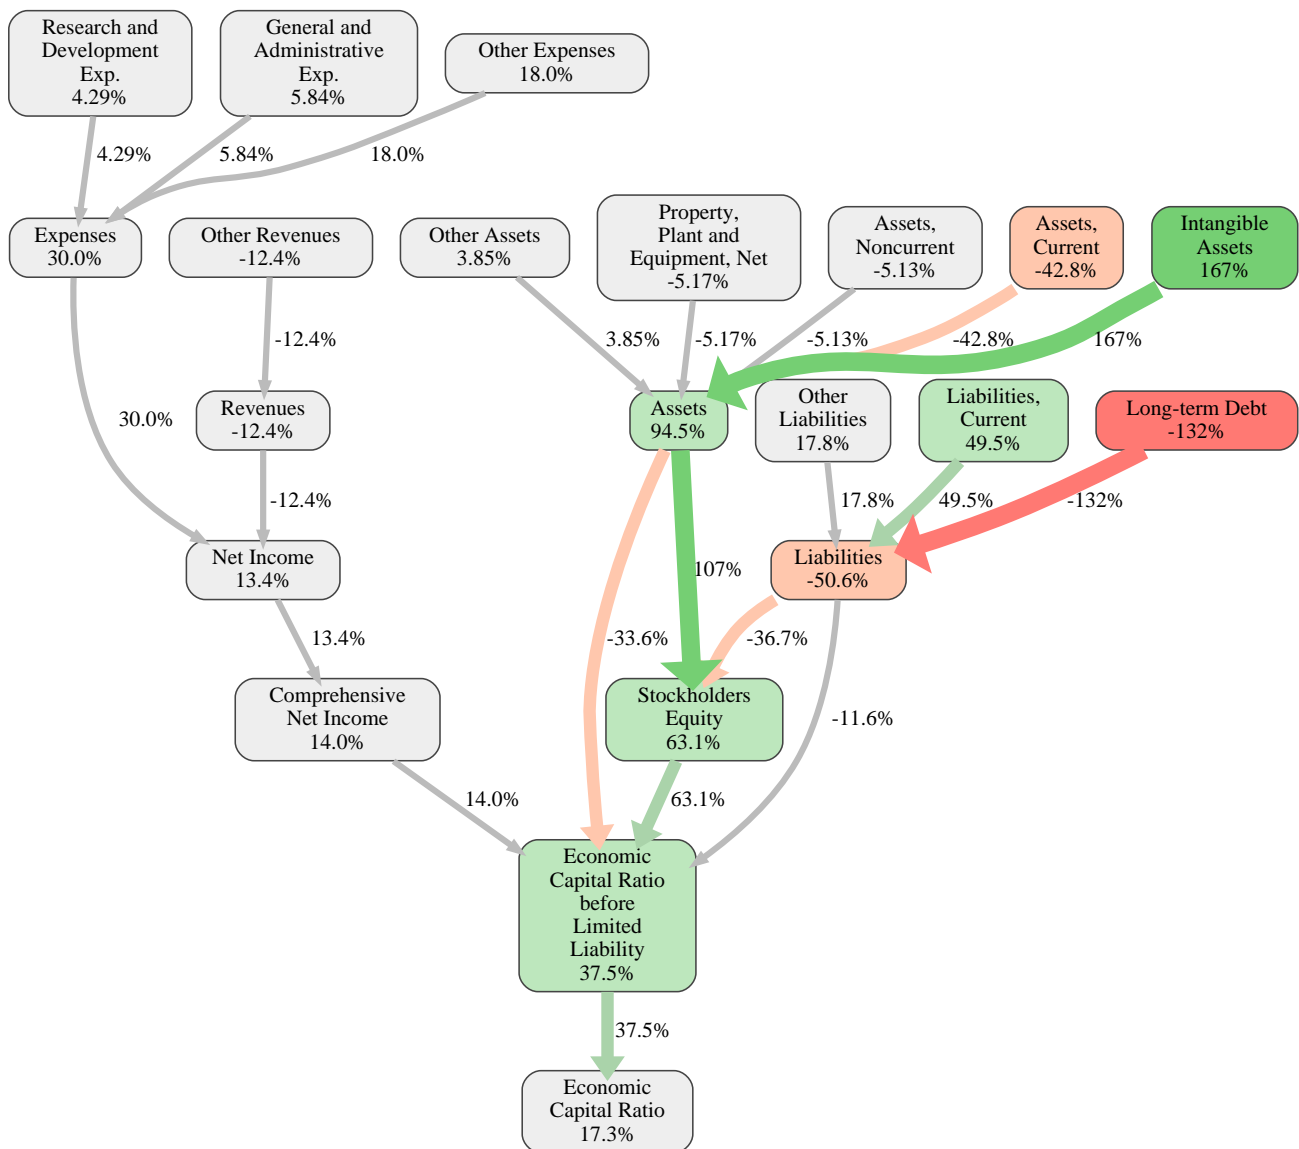 Research and
Development
Exp.
4.29%
General and
Administrative
Exp.
5.84%
Other Expenses
18.0%
4.29%
5.84%
18.0%
Expenses
30.0%
Other Revenues
-12.4%
Other Assets
3.85%
Property,
Plant and
Equipment, Net
-5.17%
Assets,
Noncurrent
-5.13%
Assets,
Current
-42.8%
Intangible
Assets
167%
-12.4%
3.85%
-5.17%
-5.13%
-42.8%
167%
30.0%
Revenues
-12.4%
Assets
94.5%
Other
Liabilities
17.8%
Liabilities,
Current
49.5%
Long-term Debt
-132%
-12.4%
17.8%
49.5%
-132%
Net Income
13.4%
107%
Liabilities
-50.6%
13.4%
-33.6%
-36.7%
Comprehensive
Net Income
14.0%
Stockholders
Equity
63.1%
-11.6%
14.0%
63.1%
Economic
Capital Ratio
before
Limited
Liability
37.5%
37.5%
Economic
Capital Ratio
17.3%